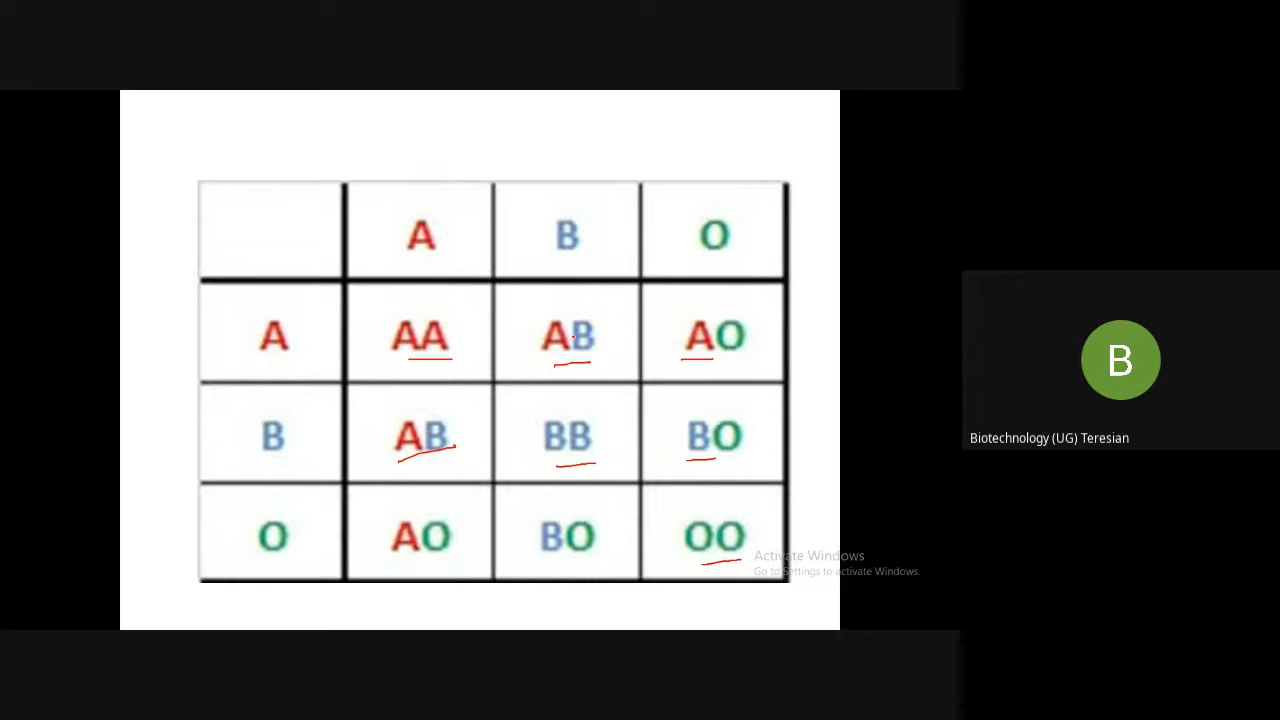 A B O
A AA AB AO
B AB BB BO
O AO BO OO
Activate Windows
Go to Settings to activate Windows.
B
Biotechnology (UG) Teresian